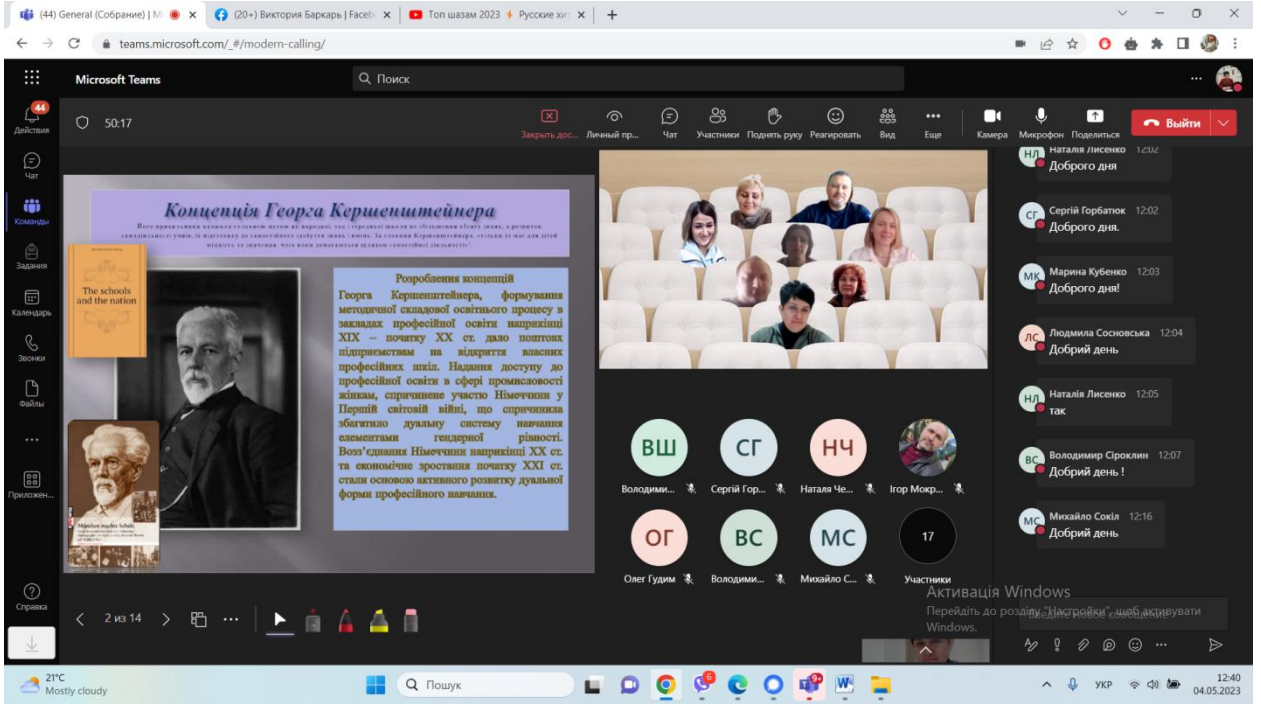 (44) General (Собрание) | M
(20+) Виктория Баркарь | Faceb
Топ шазам 2023 ⚡ Русские хит
teams.microsoft.com/_#/modern-calling/
Microsoft Teams
Поиск
44
Действия
Чат
Команды
Задания
Календарь
Звонки
Файлы
Приложен...
Справка
50:17
Закрыть дос...
Личный пр...
Чат
Участники
Поднять руку
Реагировать
Вид
Еще
Камера
Микрофон
Поделиться
Выйти
Концепція Георга Кершенштейнера
The schools
and the nation
Розроблення концепцій
Георга Кершенштейнера, формування
методичної складової освітнього процесу в
закладах професійної освіти наприкінці
XIX – початку XX ст. дало поштовх
підприємствам на відкриття власних
професійних шкіл. Надання доступу до
професійної освіти в сфері промисловості
жінкам, спричинене участю Німеччини у
Першій світовій війні, що спричинила
збагатило дуальну систему навчання
елементами гендерної рівності.
Возз'єднання Німеччини наприкінці XX ст.
та економічне зростання початку XXI ст.
стали основою активного розвитку дуальної
форми професійного навчання.
2 из 14
ВШ
Володими...
СГ
Сергій Гор...
НЧ
Наталя Че...
Ігор Мокр...
ОГ
Олег Гудим
ВС
Володими...
МС
Михайло С...
17
Участники
НЛ
Наталія Лисенко 12:02
Доброго дня
СГ
Сергій Горбатюк 12:02
Доброго дня.
МК
Марина Кубенко 12:03
Доброго дня!
ЛС
Людмила Сосновська 12:04
Добрий день
НЛ
Наталія Лисенко 12:05
так
ВС
Володимир Сіроклин 12:07
Добрий день !
МС
Михайло Сокіл 12:16
Добрий день
Активація Windows
Перейдіть до розділу "Настройки", щоб активувати
Windows.
Введите новое сообщение
21°C
Mostly cloudy
Пошук
6
9+
УКР
12:40
04.05.2023